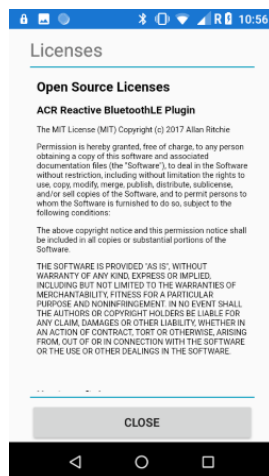 R 10:56
Licenses
Open Source Licenses
ACR Reactive BluetoothLE Plugin
The MIT License (MIT) Copyright (c) 2017 Allan Ritchie
Permission is hereby granted, free of charge, to any person
obtaining a copy of this software and associated
documentation files (the "Software"), to deal in the Software
without restriction, including without limitation the rights to
use, copy, modify, merge, publish, distribute, sublicense,
and/or sell copies of the Software, and to permit persons to
whom the Software is furnished to do so, subject to the
following conditions:
The above copyright notice and this permission notice shall
be included in all copies or substantial portions of the
Software.
THE SOFTWARE IS PROVIDED "AS IS", WITHOUT
WARRANTY OF ANY KIND, EXPRESS OR IMPLIED,
INCLUDING BUT NOT LIMITED TO THE WARRANTIES OF
MERCHANTABILITY, FITNESS FOR A PARTICULAR
PURPOSE AND NONINFRINGEMENT. IN NO EVENT SHALL
THE AUTHORS OR COPYRIGHT HOLDERS BE LIABLE FOR
ANY CLAIM, DAMAGES OR OTHER LIABILITY, WHETHER IN
AN ACTION OF CONTRACT, TORT OR OTHERWISE, ARISING
FROM, OUT OF OR IN CONNECTION WITH THE SOFTWARE
OR THE USE OR OTHER DEALINGS IN THE SOFTWARE.
CLOSE